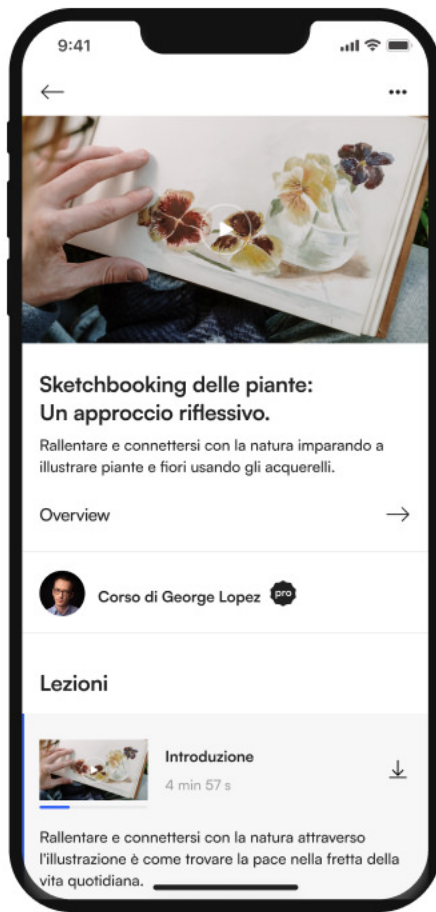 9:41
Sketchbooking delle piante:
Un approccio riflessivo.
Rallentare e connettersi con la natura imparando a
illustrare piante e fiori usando gli acquerelli.
Overview
Corso di George Lopez pro
Lezioni
Introduzione
4 min 57 s
Rallentare e connettersi con la natura attraverso
l'illustrazione è come trovare la pace nella fretta della
vita quotidiana.